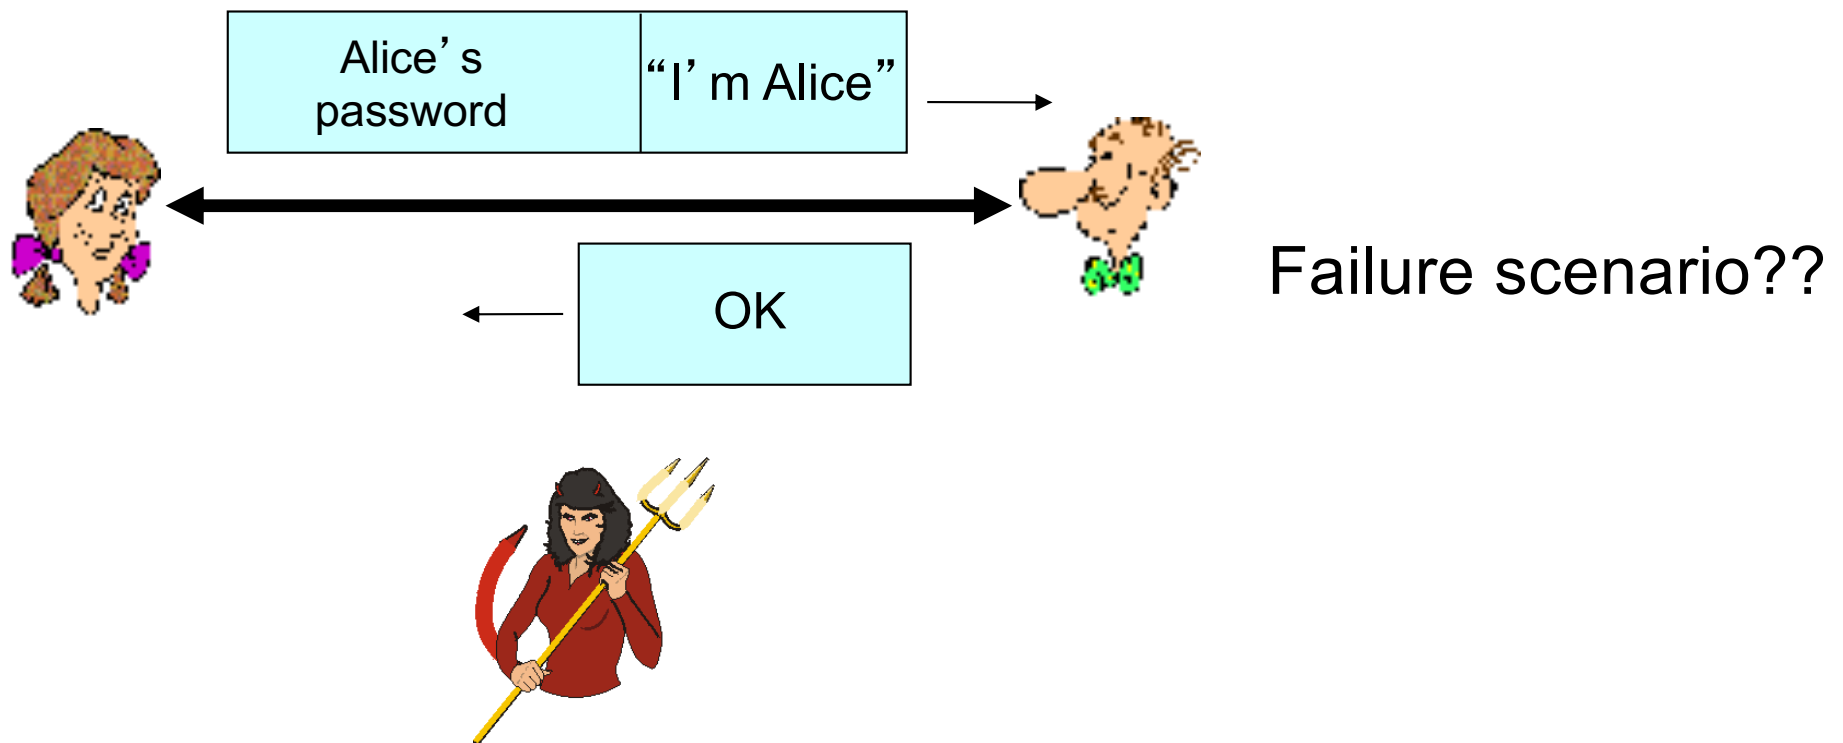 Alice’s
password
“I’m Alice”
OK
Failure scenario??